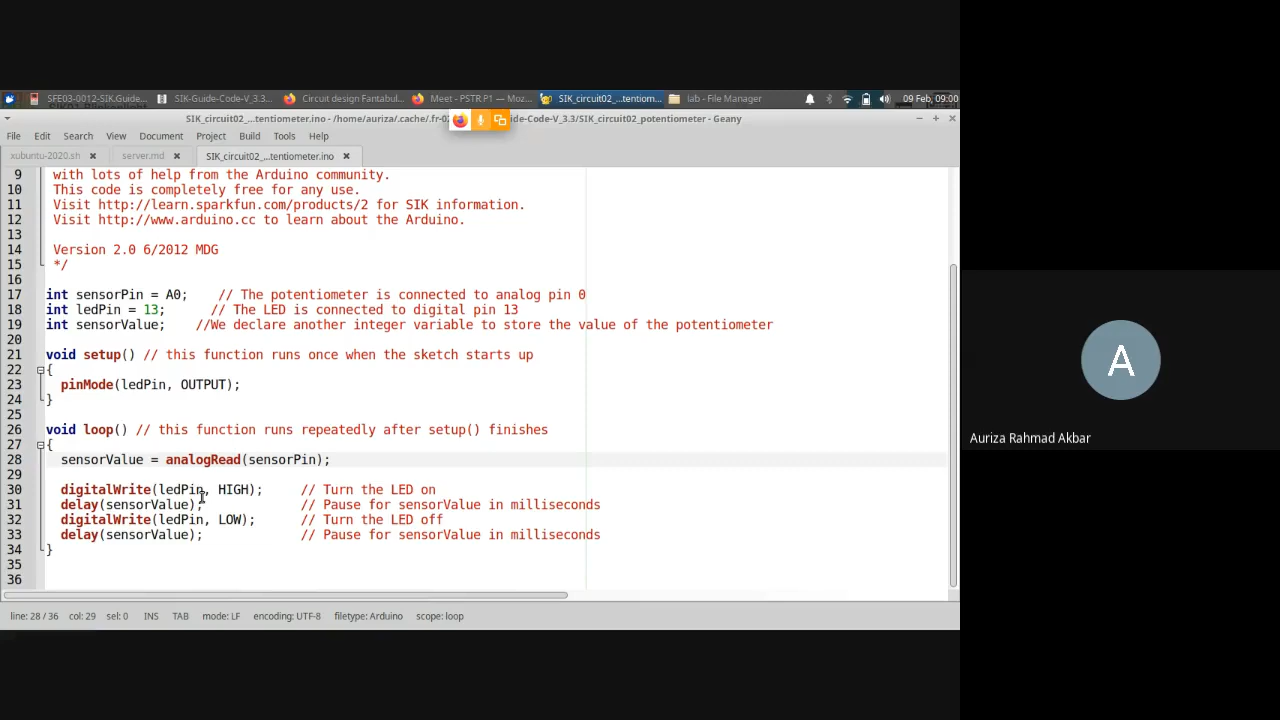 SFE03-0012-SIK.Guide... SIK-Guide-Code-V_3.3... Circuit design Fantabul... Meet - PSTR P1 — Moz... SIK_circuit02_...tentiom... lab - File Manager 09 Feb, 09:00
SIK_circuit02_...tentiometer.ino - /home/auriza/.cache/.fr-0 ide-Code-V_3.3/SIK_circuit02_potentiometer - Geany
File Edit Search View Document Project Build Tools Help
xubuntu-2020.sh server.md SIK_circuit02_...tentiometer.ino
9 with lots of help from the Arduino community.
10 This code is completely free for any use.
11 Visit http://learn.sparkfun.com/products/2 for SIK information.
12 Visit http://www.arduino.cc to learn about the Arduino.
13
14 Version 2.0 6/2012 MDG
15 */
16
17 int sensorPin = A0; // The potentiometer is connected to analog pin 0
18 int ledPin = 13; // The LED is connected to digital pin 13
19 int sensorValue; //We declare another integer variable to store the value of the potentiometer
20
21 void setup() // this function runs once when the sketch starts up
22 {
23 pinMode(ledPin, OUTPUT);
24 }
25
26 void loop() // this function runs repeatedly after setup() finishes
27 {
28 sensorValue = analogRead(sensorPin);
29
30 digitalWrite(ledPin, HIGH); // Turn the LED on
31 delay(sensorValue); // Pause for sensorValue in milliseconds
32 digitalWrite(ledPin, LOW); // Turn the LED off
33 delay(sensorValue); // Pause for sensorValue in milliseconds
34 }
35
36
line: 28 / 36 col: 29 sel: 0 INS TAB mode: LF encoding: UTF-8 filetype: Arduino scope: loop
A
Auriza Rahmad Akbar